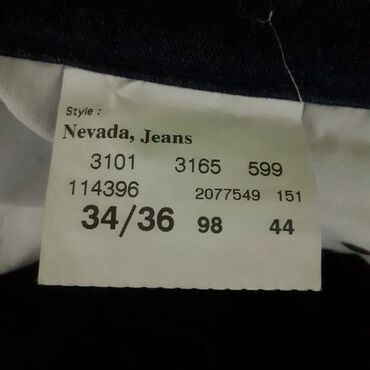 Style :
Nevada, Jeans
3101 3165 599
114396 2077549 151
34/36 98 44